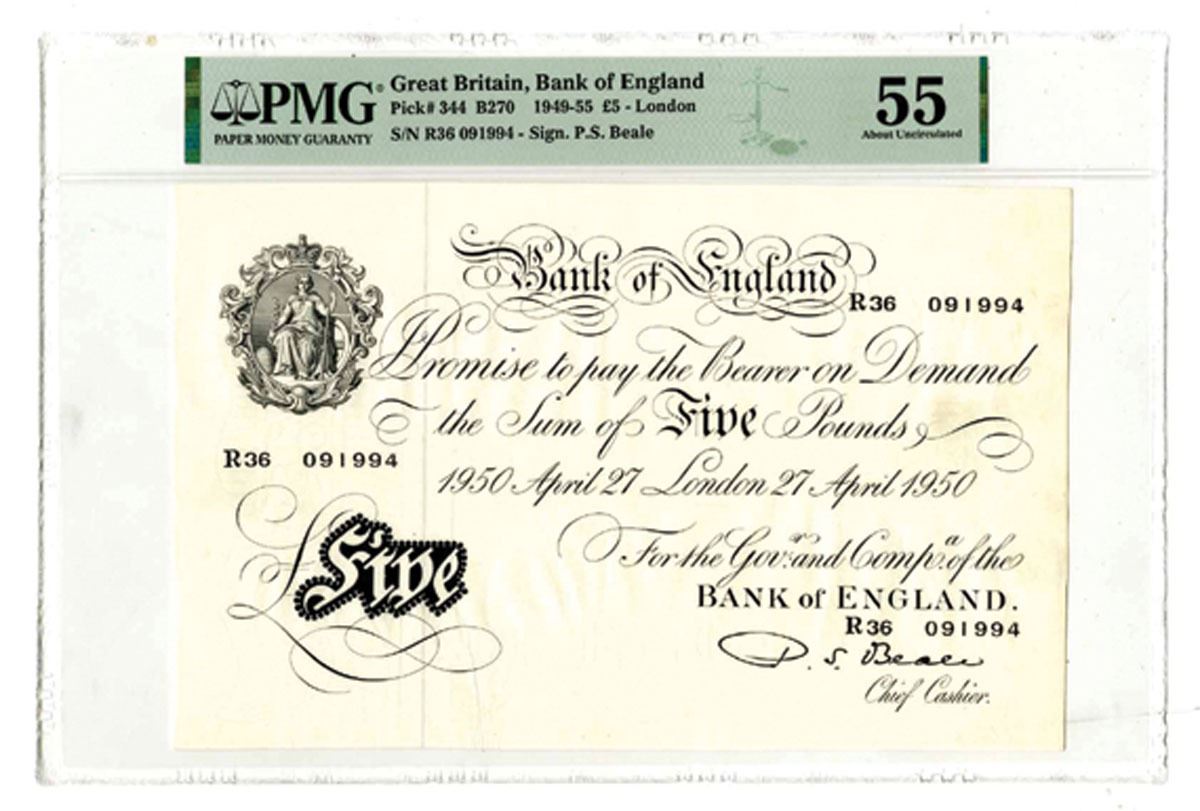 PMG®
PAPER MONEY GUARANTY
Great Britain, Bank of England
Pick# 344 B270 1949-55 £5 - London
S/N R36 091994 - Sign. P.S. Beale
55
About Uncirculated
Bank of England
R36 091994
I Promise to pay the Bearer on Demand
the Sum of Five Pounds
R36 091994
1950 April 27 London 27 April 1950
£Five
For the Govr. and Compa. of the
BANK of ENGLAND.
R36 091994
P. S. Beale
Chief Cashier.